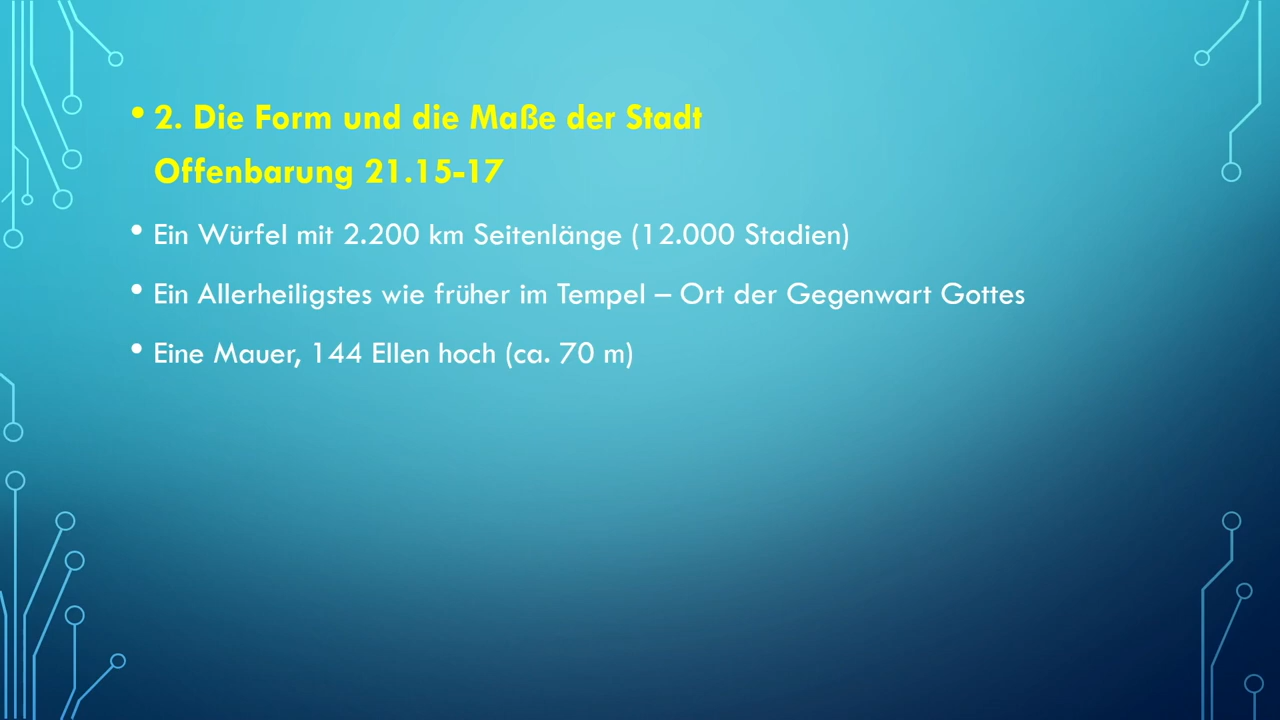 • 2. Die Form und die Maße der Stadt
Offenbarung 21.15-17
• Ein Würfel mit 2.200 km Seitenlänge (12.000 Stadien)
• Ein Allerheiligstes wie früher im Tempel – Ort der Gegenwart Gottes
• Eine Mauer, 144 Ellen hoch (ca. 70 m)